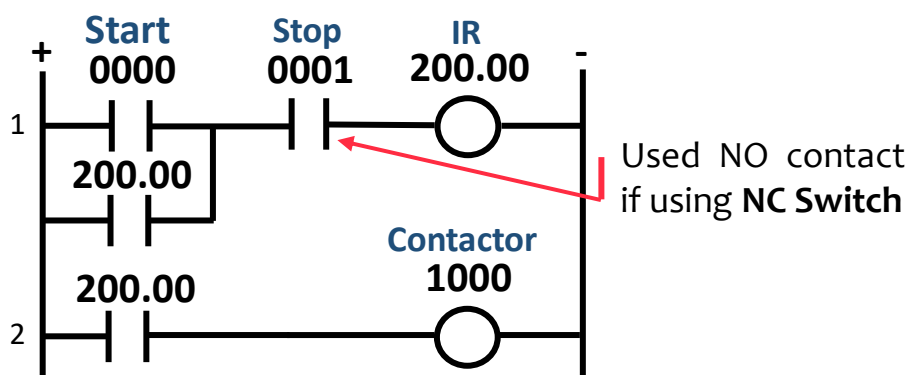 Start Stop IR
+ 0000 0001 200.00 -
1
200.00
Used NO contact
if using NC Switch
Contactor
200.00 1000
2